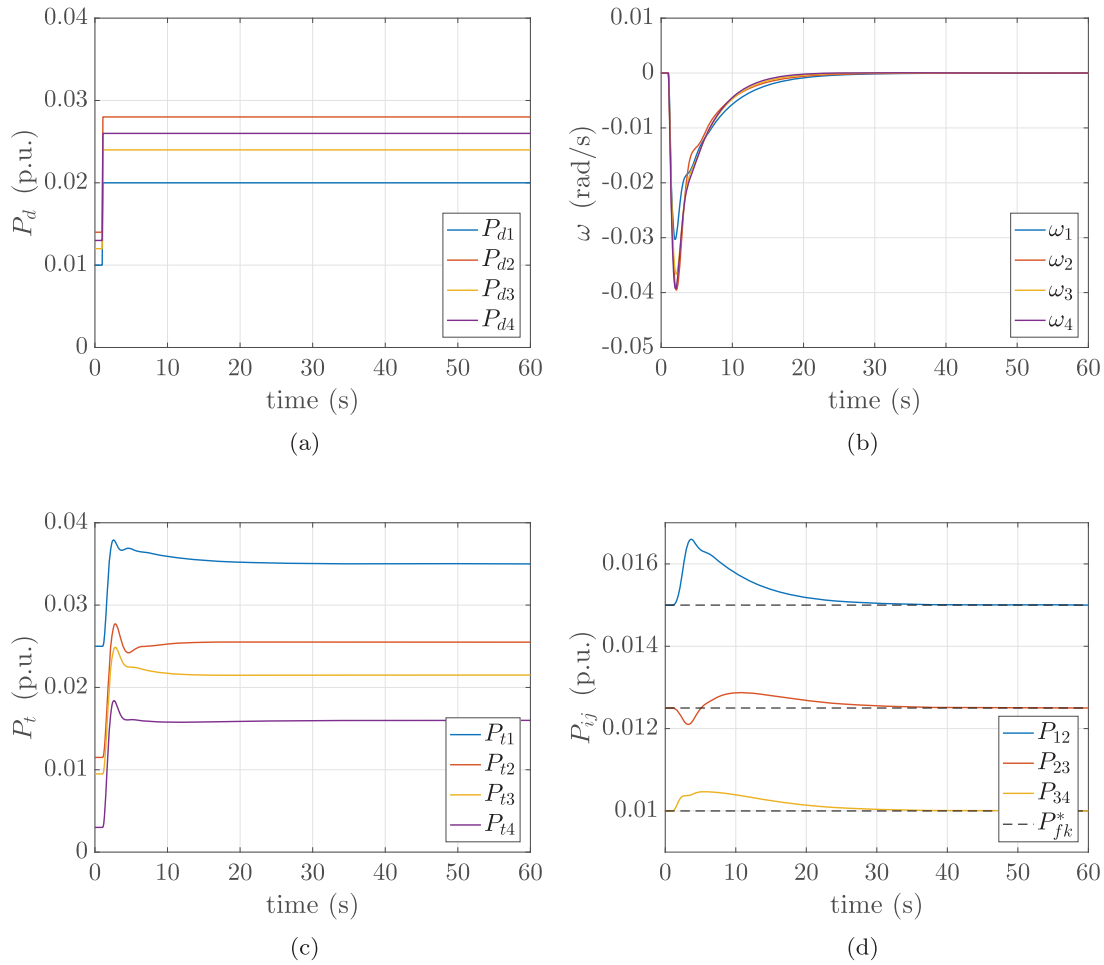 0.04
0.03
0.02
0.01
0
P_d (p.u.)
P_d1
P_d2
P_d3
P_d4
0 10 20 30 40 50 60
time (s)
(a)
0
-0.01
-0.02
-0.03
-0.04
-0.05
ω (rad/s)
ω_1
ω_2
ω_3
ω_4
0 10 20 30 40 50 60
time (s)
(b)
0.04
0.03
0.02
0.01
0
P_t (p.u.)
P_t1
P_t2
P_t3
P_t4
0 10 20 30 40 50 60
time (s)
(c)
0.016
0.014
0.012
0.01
P_ij (p.u.)
P_12
P_23
P_34
P*_fk
0 10 20 30 40 50 60
time (s)
(d)